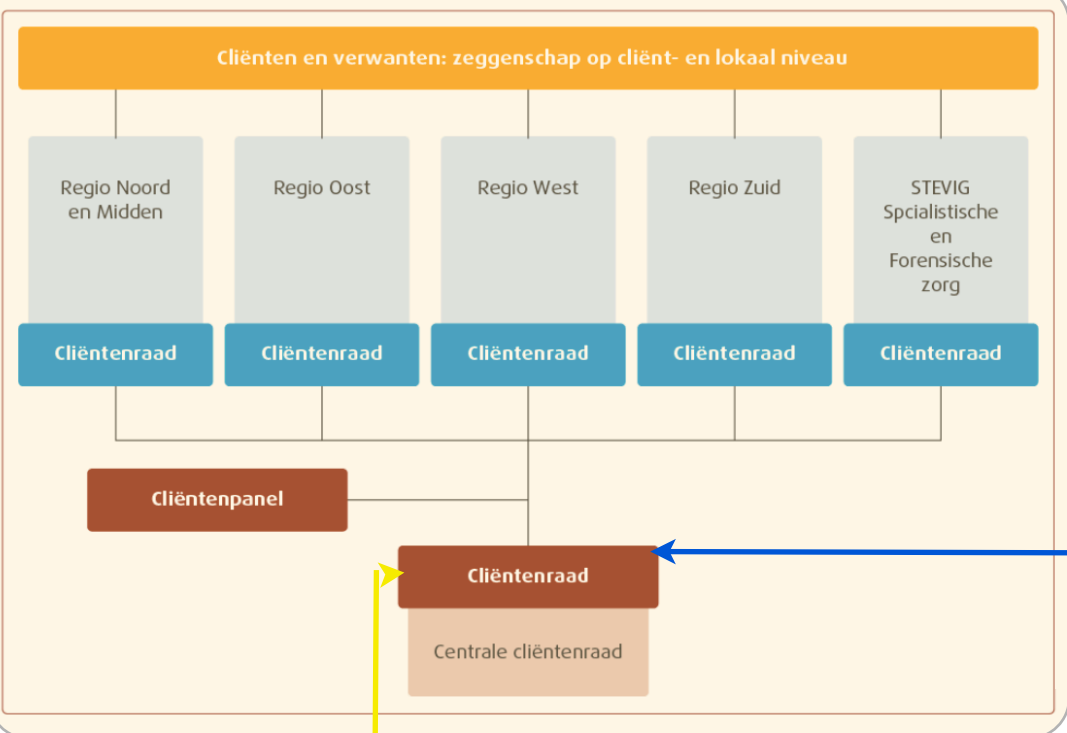 Cliënten en verwanten: zeggenschap op cliënt- en lokaal niveau
Regio Noord
en Midden
Cliëntenraad
Regio Oost
Cliëntenraad
Regio West
Cliëntenraad
Regio Zuid
Cliëntenraad
STEVIG
Spcialistische
en
Forensische
zorg
Cliëntenraad
Cliëntenpanel
Cliëntenraad
Centrale cliëntenraad